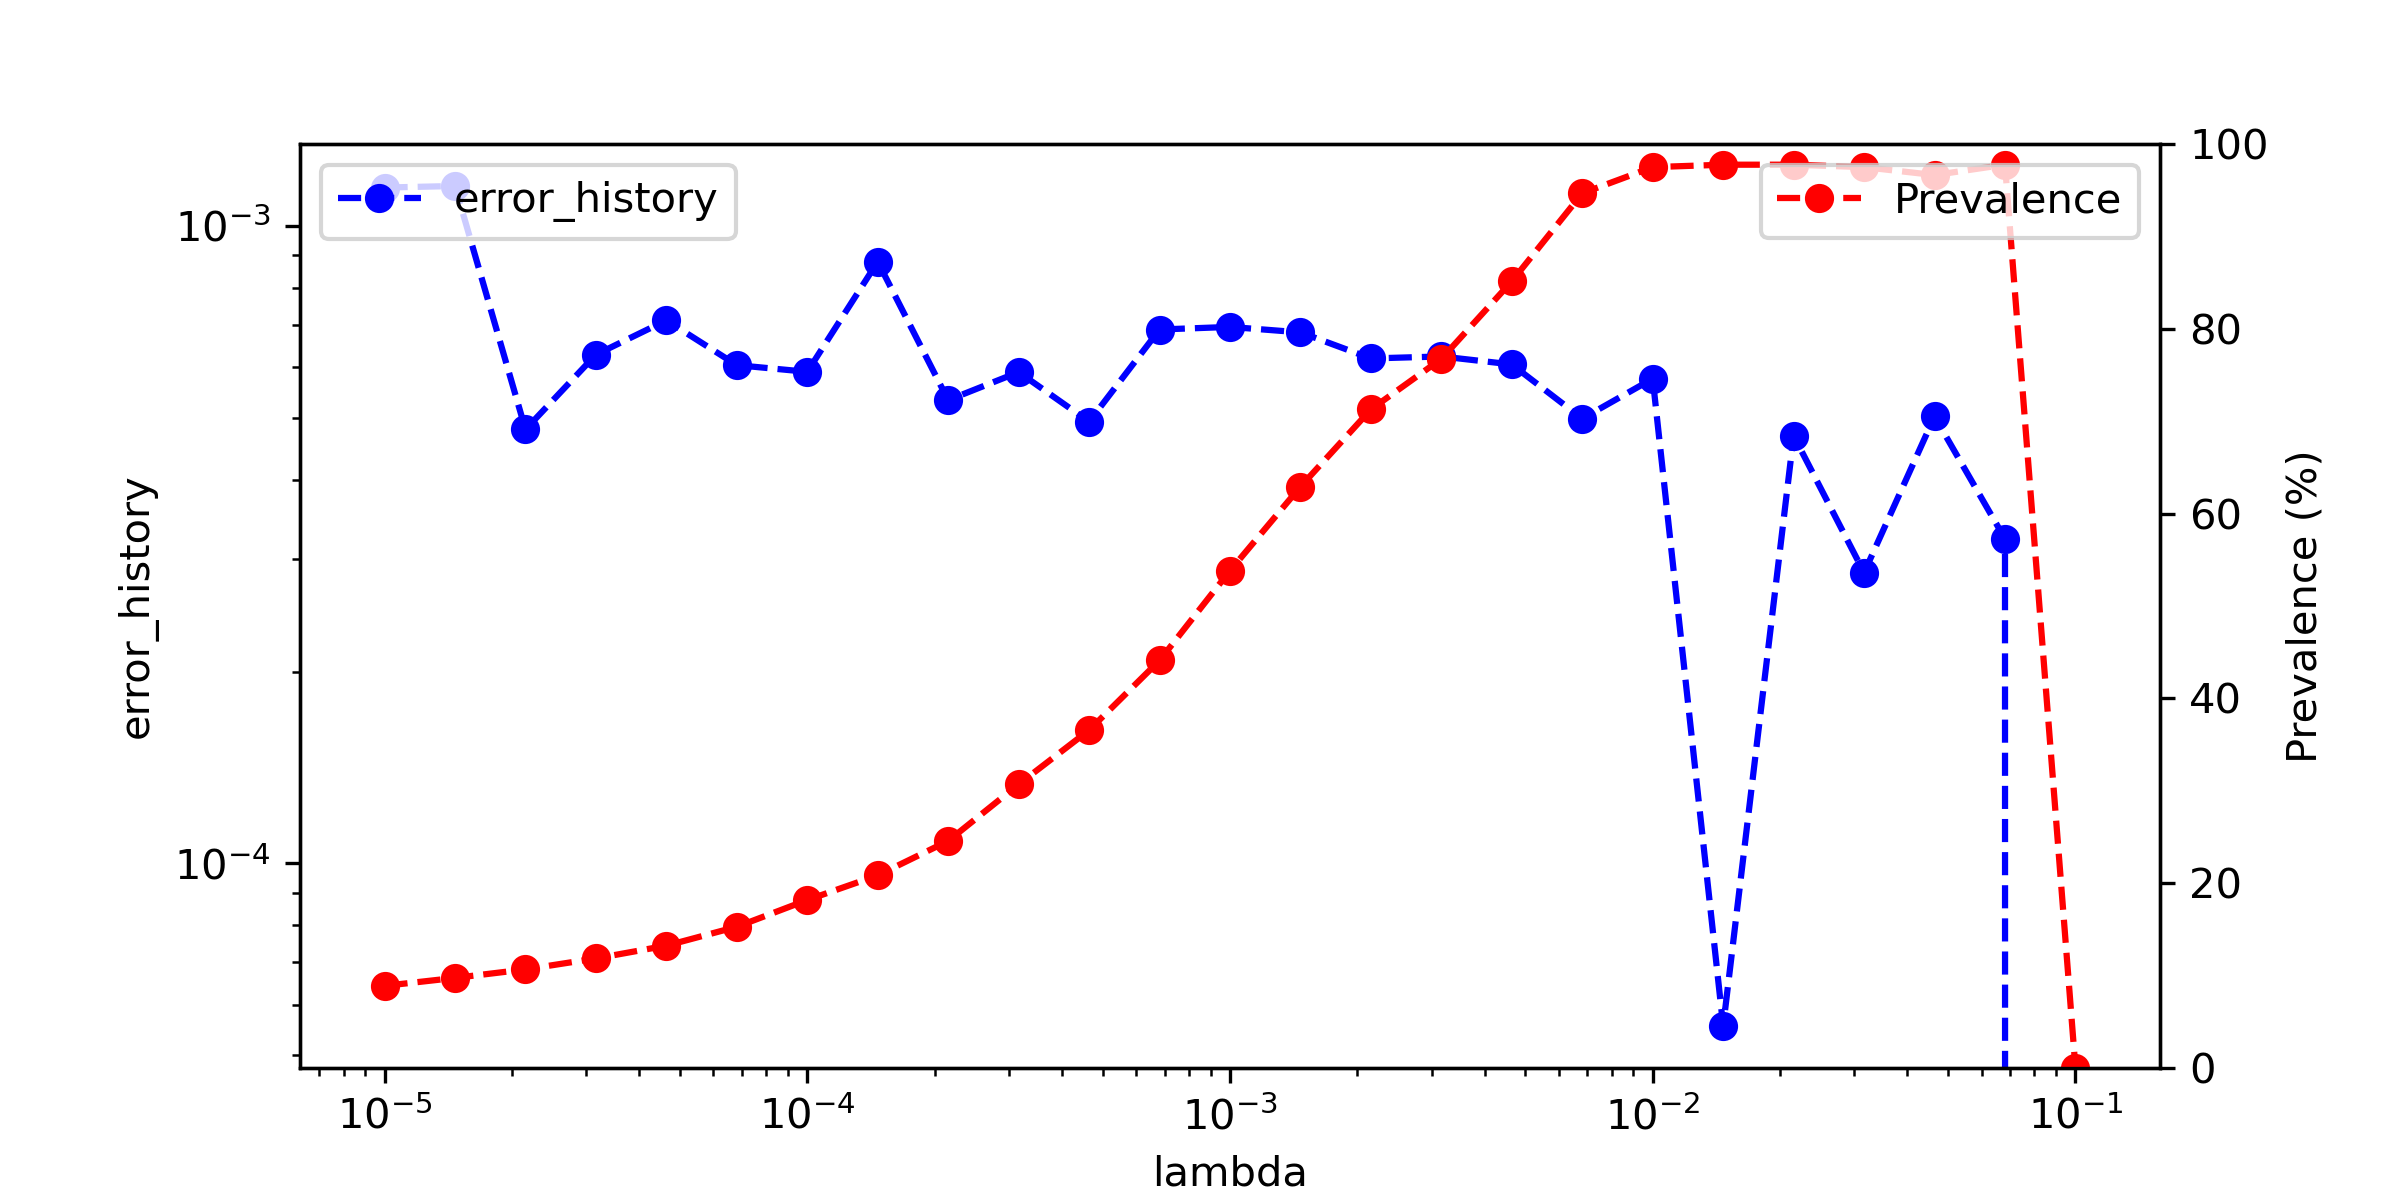 error_history
Prevalence
10⁻³
10⁻⁴
error_history
100
80
60
40
20
0
Prevalence (%)
10⁻⁵
10⁻⁴
10⁻³
10⁻²
10⁻¹
lambda